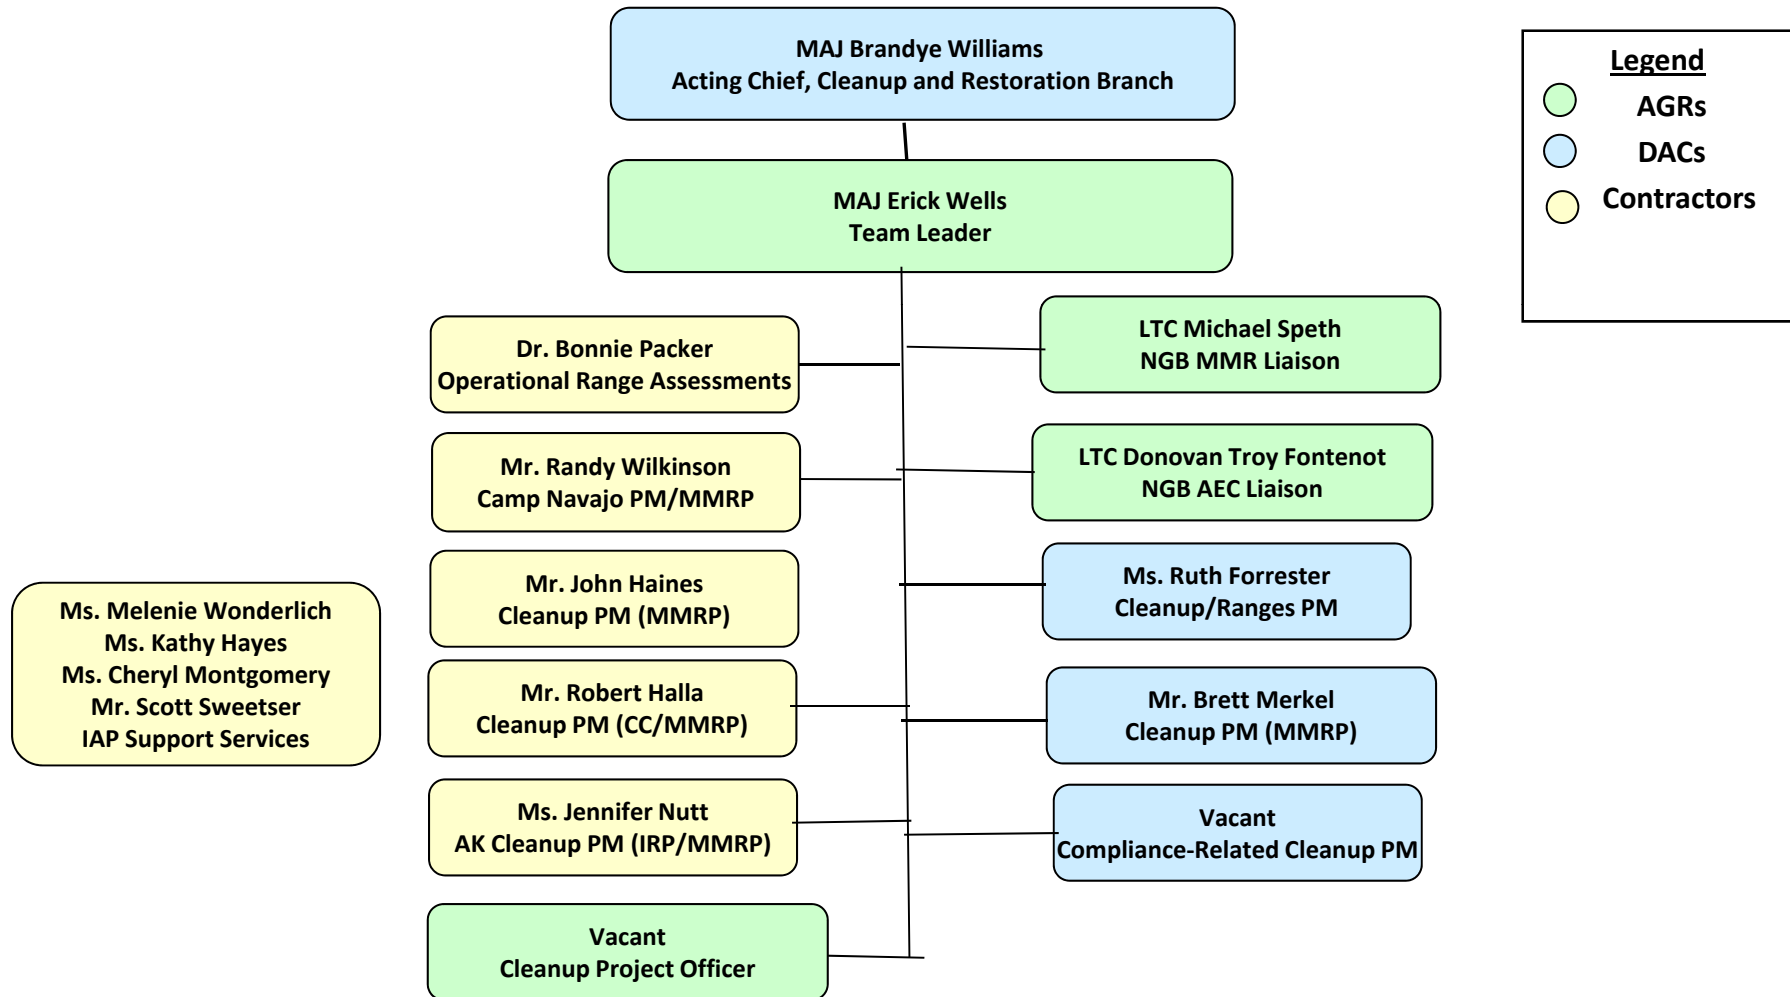 MAJ Brandye Williams
Acting Chief, Cleanup and Restoration Branch
Legend
AGRs
DACs
Contractors
MAJ Erick Wells
Team Leader
Dr. Bonnie Packer
Operational Range Assessments
LTC Michael Speth
NGB MMR Liaison
Mr. Randy Wilkinson
Camp Navajo PM/MMRP
LTC Donovan Troy Fontenot
NGB AEC Liaison
Mr. John Haines
Cleanup PM (MMRP)
Ms. Ruth Forrester
Cleanup/Ranges PM
Ms. Melenie Wonderlich
Ms. Kathy Hayes
Ms. Cheryl Montgomery
Mr. Scott Sweetser
IAP Support Services
Mr. Robert Halla
Cleanup PM (CC/MMRP)
Mr. Brett Merkel
Cleanup PM (MMRP)
Ms. Jennifer Nutt
AK Cleanup PM (IRP/MMRP)
Vacant
Compliance-Related Cleanup PM
Vacant
Cleanup Project Officer